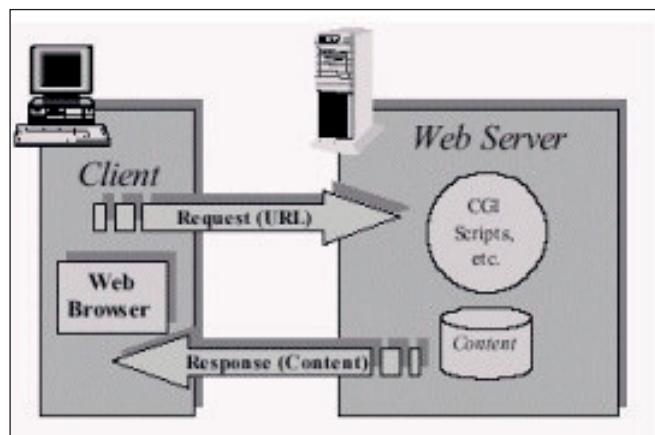 Web Server
Client
Request (URL)
CGI
Scripts,
etc.
Web
Browser
Content
Response (Content)